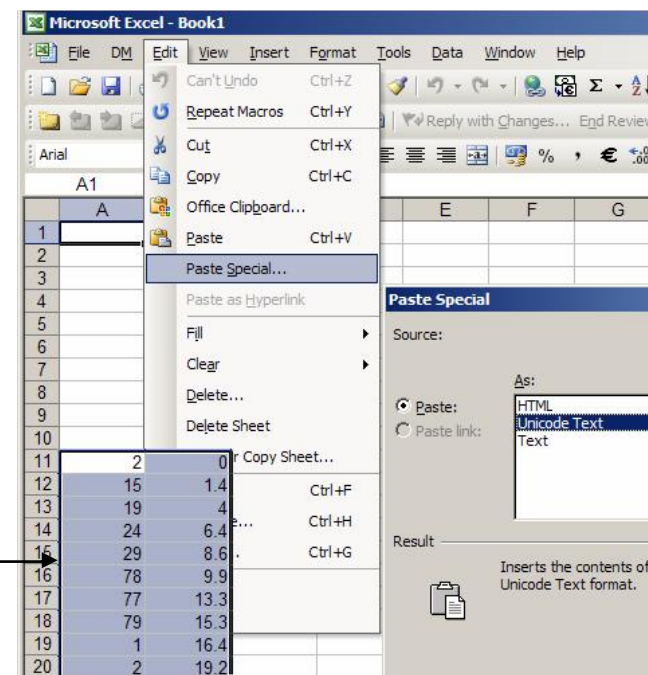 Microsoft Excel - Book1
File DM Edit View Insert Format Tools Data Window Help
Can't Undo Ctrl+Z
Repeat Macros Ctrl+Y
Reply with Changes... End Review
Cut Ctrl+X
Arial
% , €
Copy Ctrl+C
A1
Office Clipboard...
A E F G
Paste Ctrl+V
Paste Special...
Paste as Hyperlink
Fill
Clear
Delete...
Delete Sheet
r Copy Sheet...
Ctrl+F
Ctrl+H
Ctrl+G
1
2
3
4
5
6
7
8
9
10
11 2 0
12 15 1.4
13 19 4
14 24 6.4
15 29 8.6
16 78 9.9
17 77 13.3
18 79 15.3
19 1 16.4
20 2 19.2
Paste Special
Source:
As:
Paste:
Paste link:
HTML
Unicode Text
Text
Result
Inserts the contents of
Unicode Text format.